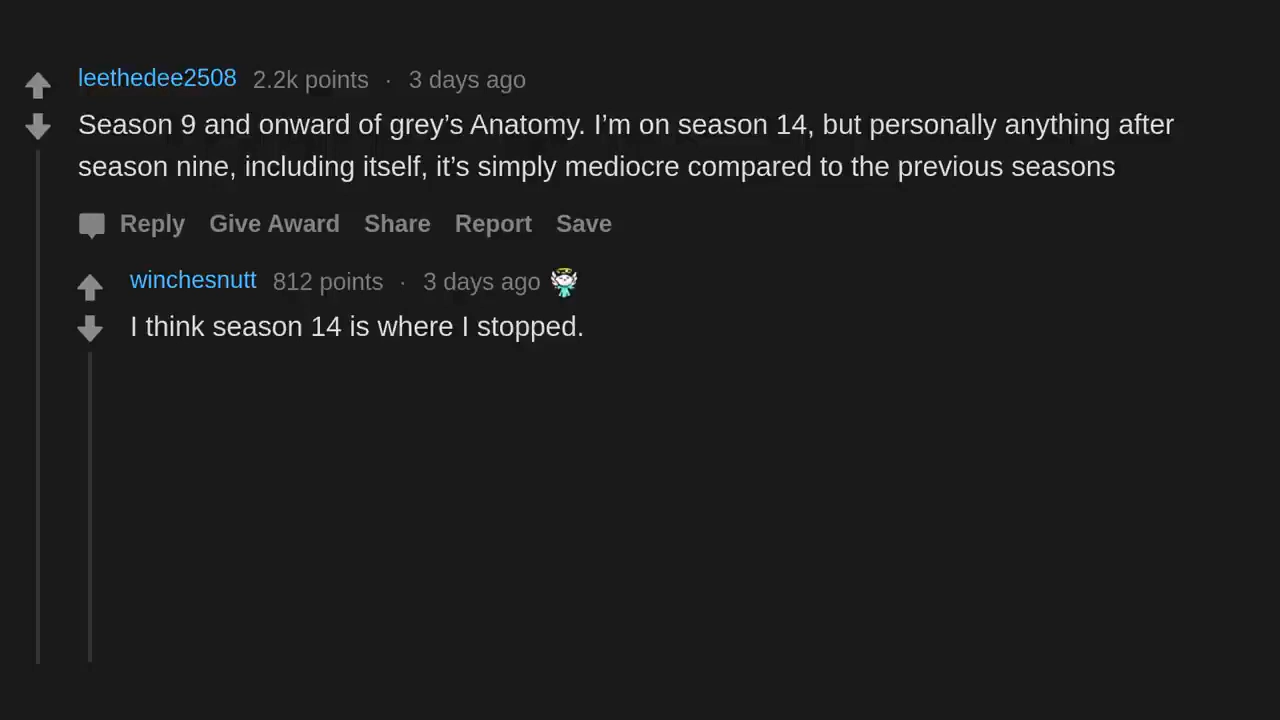 leethedee2508 2.2k points · 3 days ago
Season 9 and onward of grey’s Anatomy. I’m on season 14, but personally anything after
season nine, including itself, it’s simply mediocre compared to the previous seasons
Reply Give Award Share Report Save
winchesnutt 812 points · 3 days ago
I think season 14 is where I stopped.